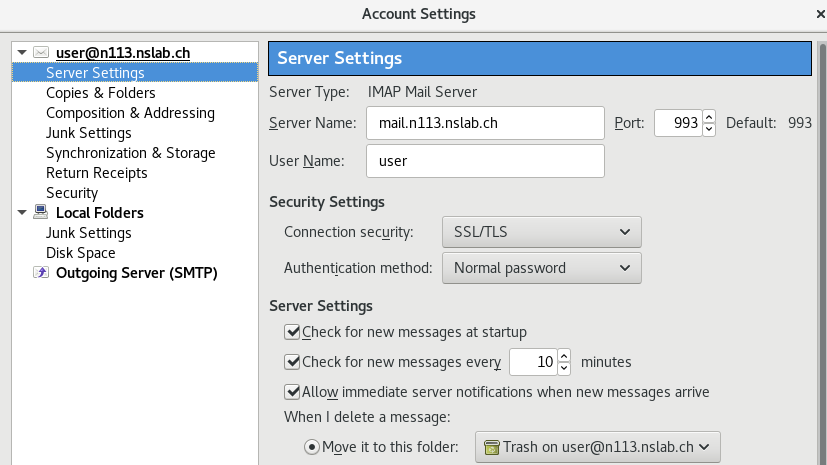 Account Settings
user@n113.nslab.ch
Server Settings
Copies & Folders
Composition & Addressing
Junk Settings
Synchronization & Storage
Return Receipts
Security
Local Folders
Junk Settings
Disk Space
Outgoing Server (SMTP)
Server Settings
Server Type: IMAP Mail Server
Server Name: mail.n113.nslab.ch Port: 993 Default: 993
User Name: user
Security Settings
Connection security: SSL/TLS
Authentication method: Normal password
Server Settings
Check for new messages at startup
Check for new messages every 10 minutes
Allow immediate server notifications when new messages arrive
When I delete a message:
Move it to this folder: Trash on user@n113.nslab.ch